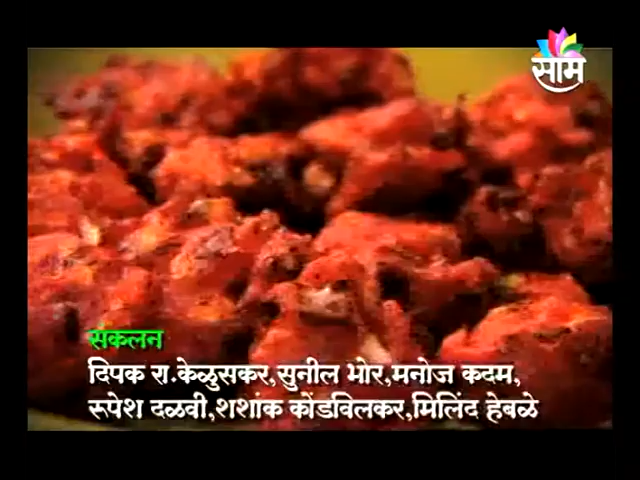 साम
संकलन
दिपक रा.केळुसकर,सुनील भोर,मनोज कदम,
रूपेश दळवी,शशांक कोंडविलकर,मिलिंद हेबळे